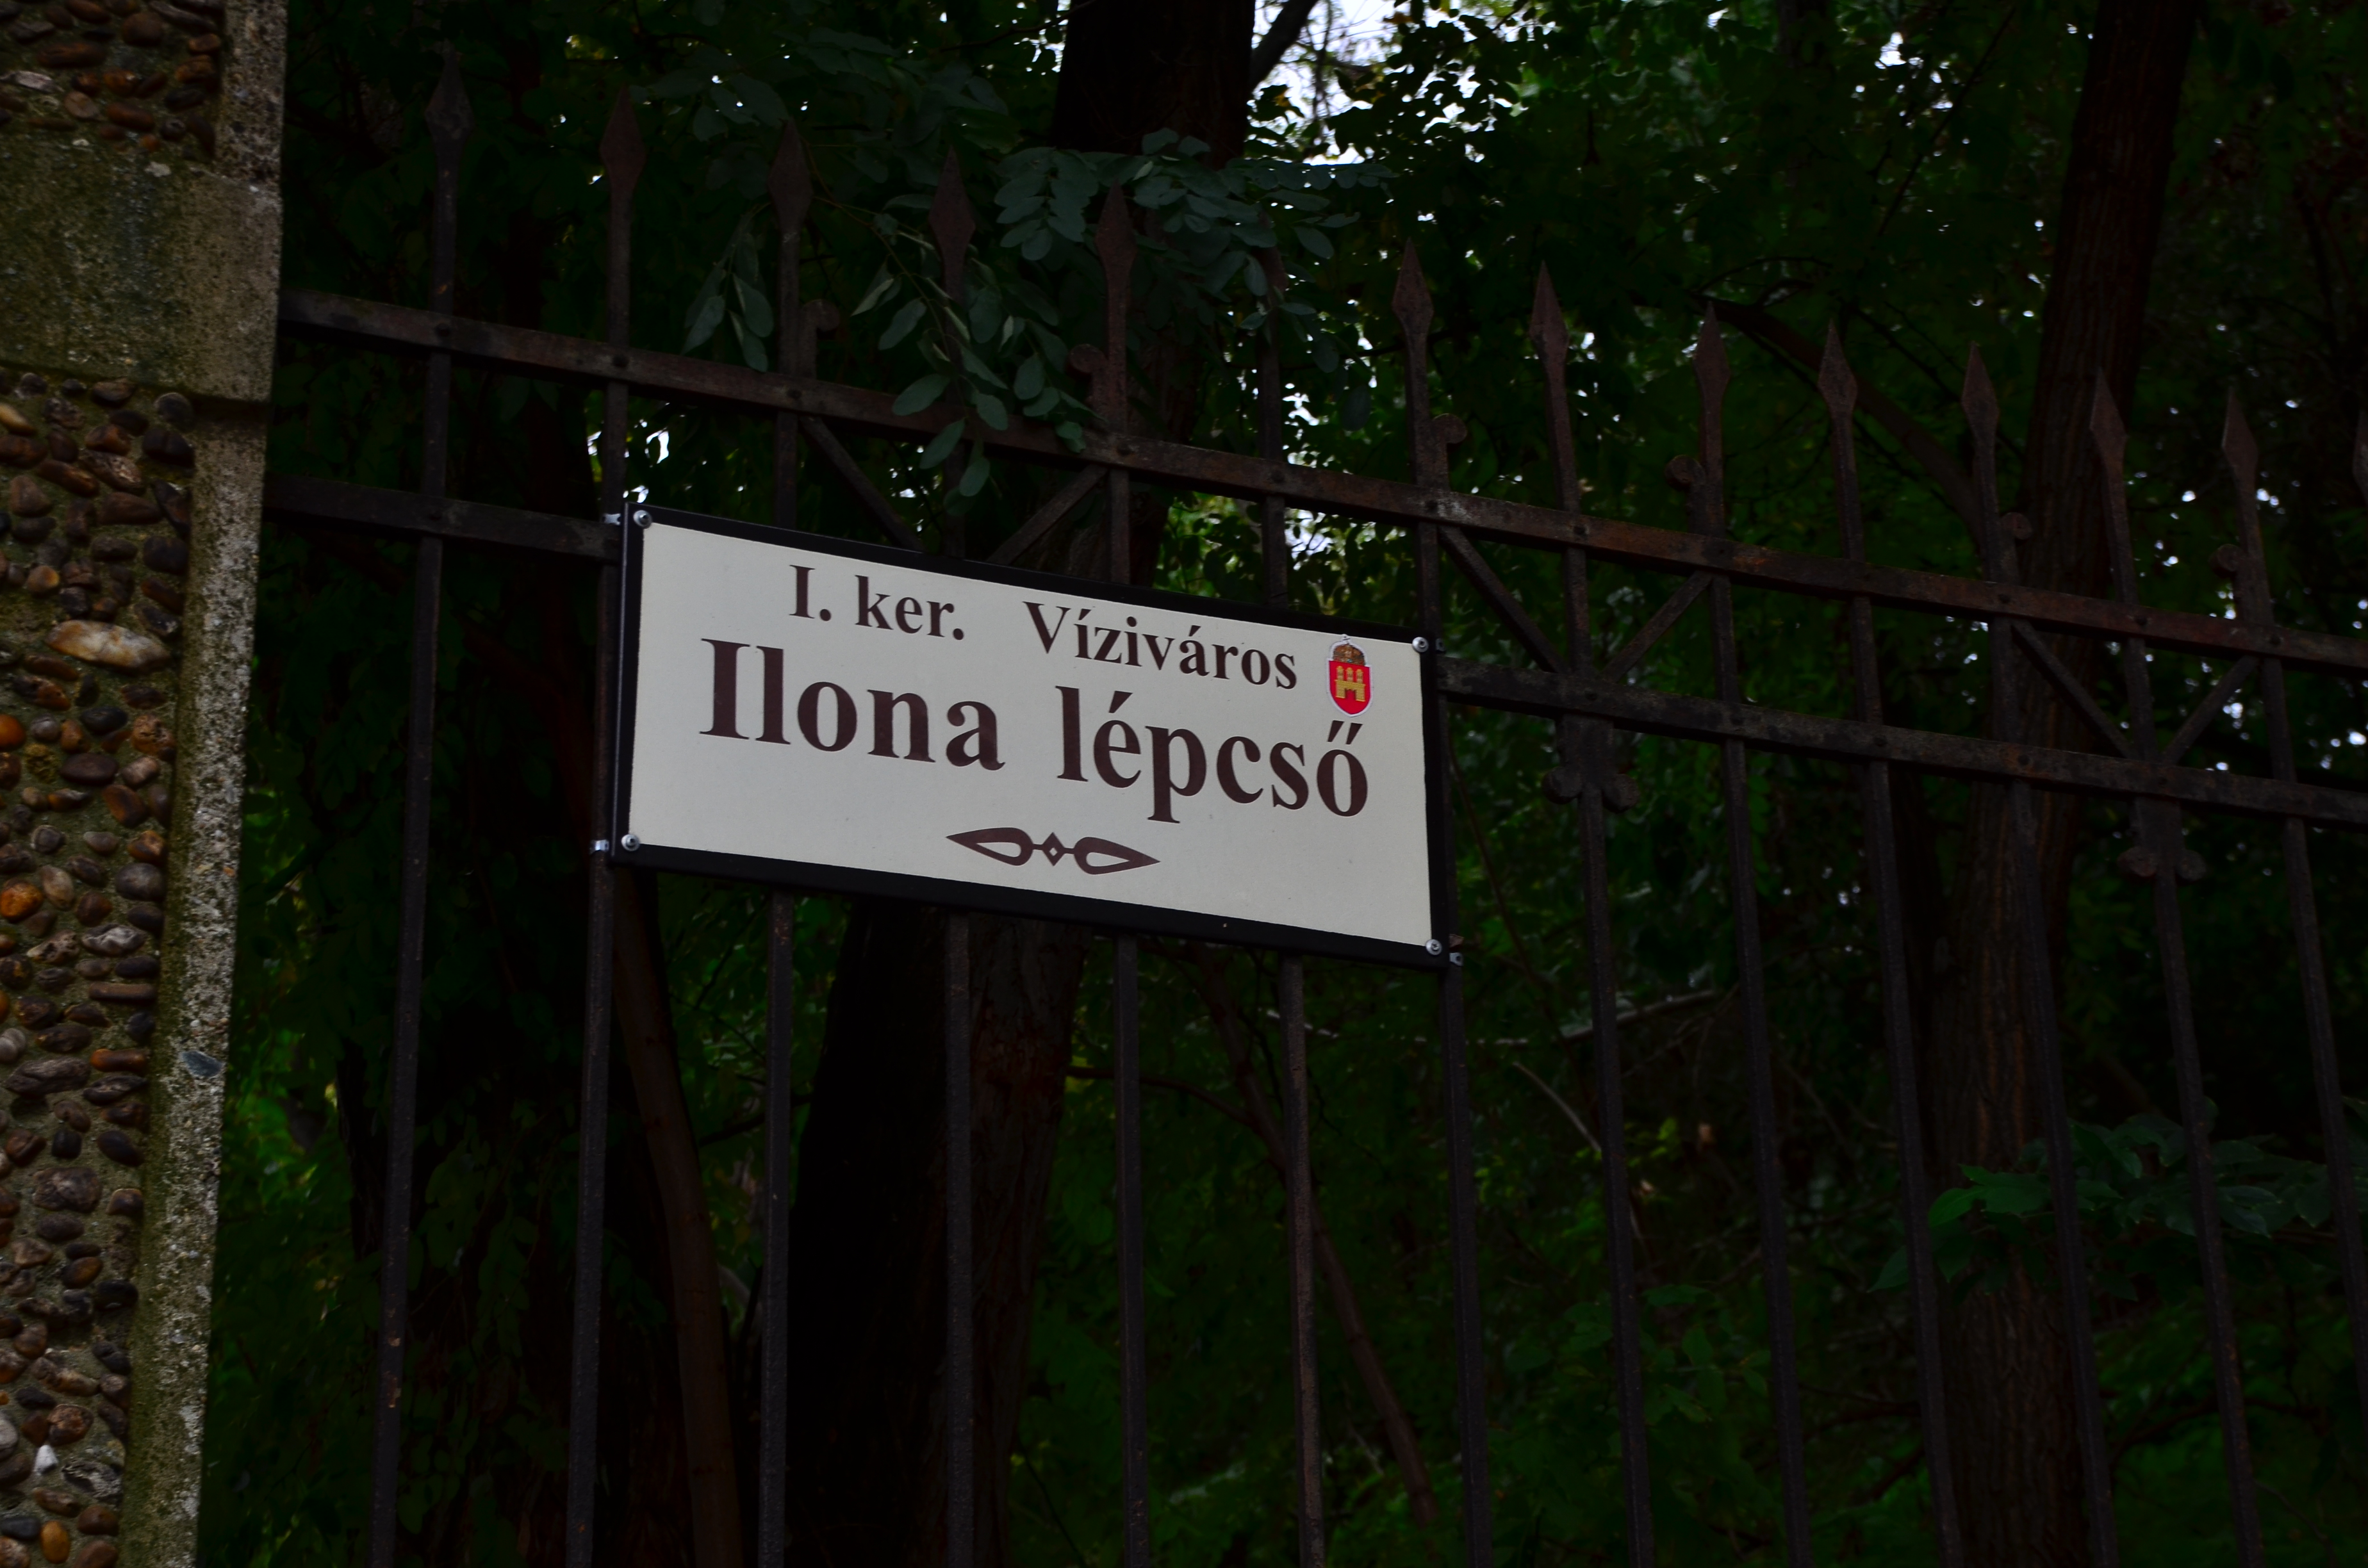 I. ker. Víziváros
Ilona lépcső